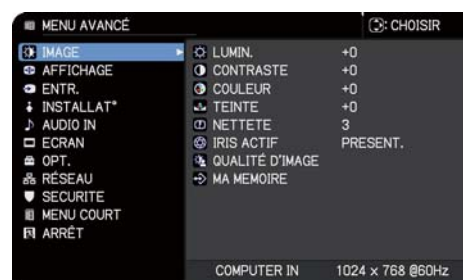 MENU AVANCÉ : CHOISIR
IMAGE
AFFICHAGE
ENTR.
INSTALLAT*
AUDIO IN
ECRAN
OPT.
RÉSEAU
SECURITE
MENU COURT
ARRÊT
LUMIN. +0
CONTRASTE +0
COULEUR +0
TEINTE +0
NETTETE 3
IRIS ACTIF PRESENT.
QUALITÉ D'IMAGE
MA MEMOIRE
COMPUTER IN 1024 x 768 @60Hz